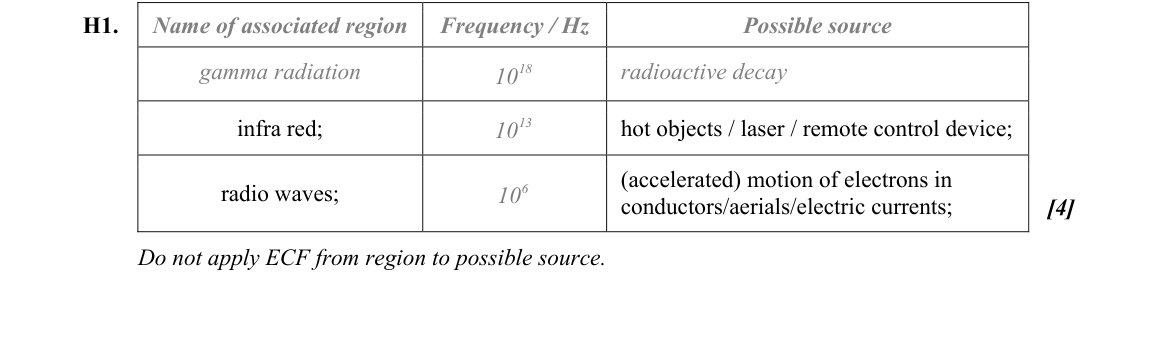 H1. Name of associated region Frequency / Hz Possible source
gamma radiation 10^18 radioactive decay
infra red; 10^13 hot objects / laser / remote control device;
radio waves; 10^6 (accelerated) motion of electrons in
conductors/aerials/electric currents; [4]
Do not apply ECF from region to possible source.